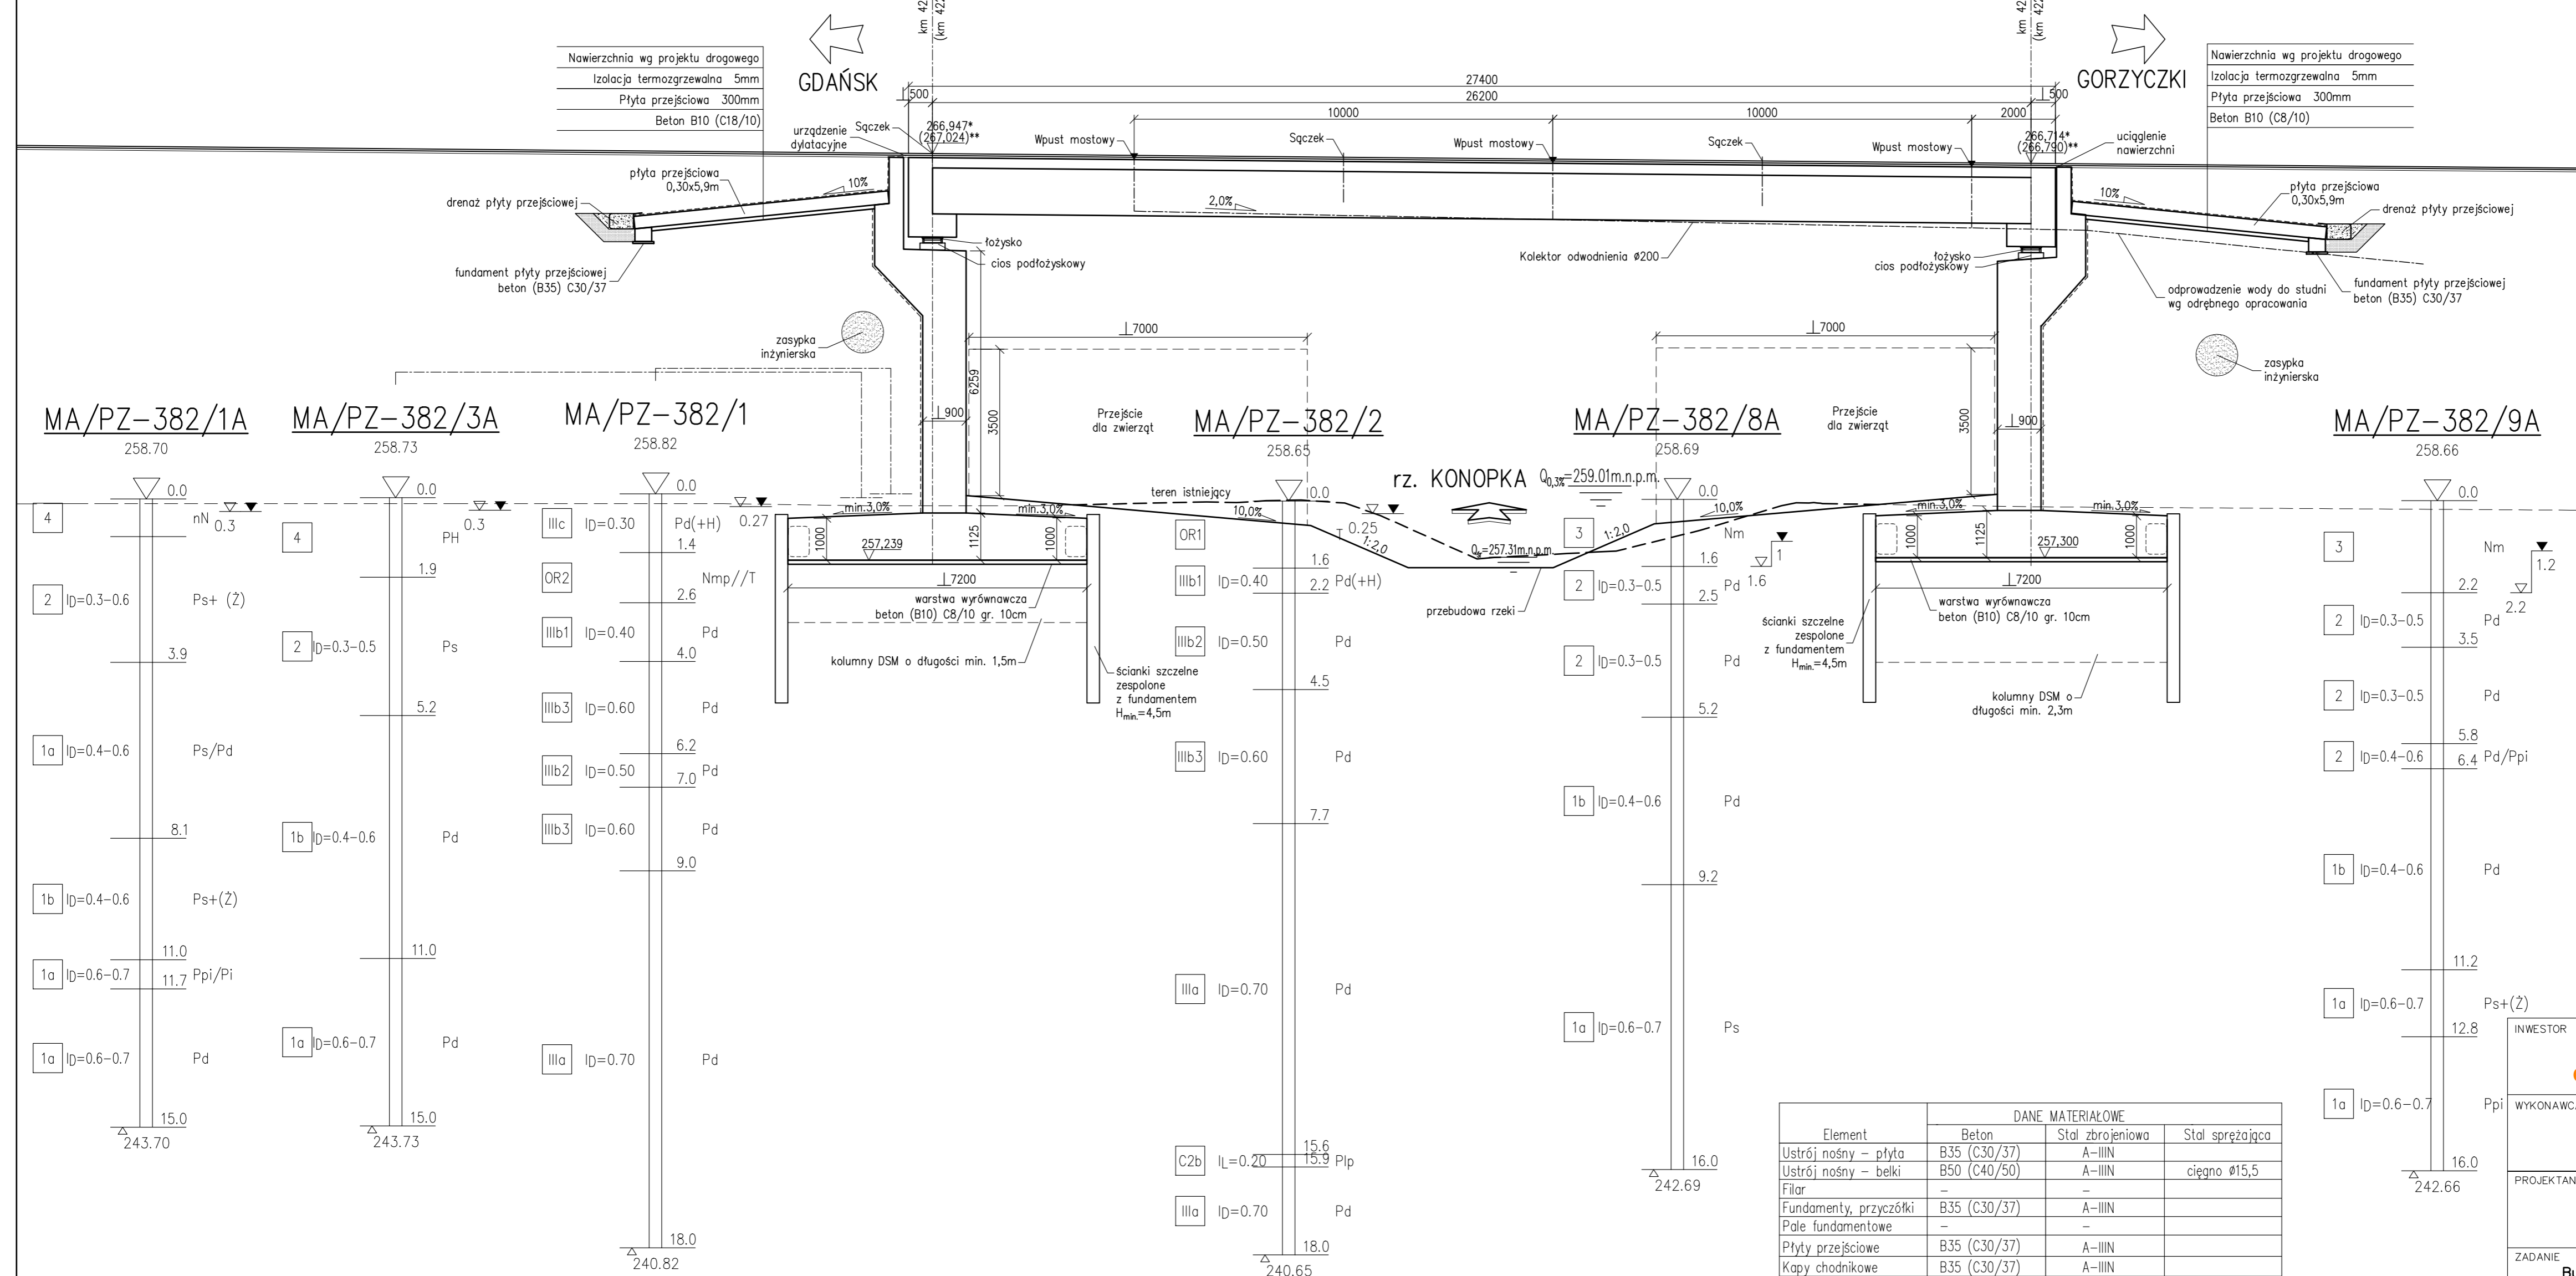 km 42
(km 422
km 42
(km 422
GDAŃSK
GORZYCZKI
Nawierzchnia wg projektu drogowego
Izolacja termozgrzewalna 5mm
Płyta przejściowa 300mm
Beton B10 (C18/10)
Nawierzchnia wg projektu drogowego
Izolacja termozgrzewalna 5mm
Płyta przejściowa 300mm
Beton B10 (C8/10)
27400
500
26200
500
10000
10000
2000
urządzenie
dylatacyjne
Sączek
266,947*
(267,024)**
Wpust mostowy
Sączek
Wpust mostowy
Sączek
Wpust mostowy
266,714*
(266,790)**
uciąglenie
nawierzchni
płyta przejściowa
0,30x5,9m
10%
drenaż płyty przejściowej
fundament płyty przejściowej
beton (B35) C30/37
2,0%
łożysko
cios podłożyskowy
Kolektor odwodnienia Ø200
łożysko
cios podłożyskowy
10%
płyta przejściowa
0,30x5,9m
drenaż płyty przejściowej
odprowadzenie wody do studni
wg odrębnego opracowania
fundament płyty przejściowej
beton (B35) C30/37
zasypka
inżynierska
zasypka
inżynierska
⊥7000
⊥7000
6259
3500
3500
⊥900
⊥900
Przejście
dla zwierząt
Przejście
dla zwierząt
rz. KONOPKA
Q0,3%=259.01m.n.p.m.
teren istniejący
10,0%
1:2,0
1:2,0
10,0%
przebudowa rzeki
min.3,0%
min.3,0%
1000
1125
1000
257,239
⊥7200
warstwa wyrównawcza
beton (B10) C8/10 gr. 10cm
kolumny DSM o długości min. 1,5m
ścianki szczelne
zespolone
z fundamentem
Hmin.=4,5m
min.3,0%
min.3,0%
1000
1125
1000
257,300
⊥7200
warstwa wyrównawcza
beton (B10) C8/10 gr. 10cm
ścianki szczelne
zespolone
z fundamentem
Hmin.=4,5m
kolumny DSM o
długości min. 2,3m
MA/PZ-382/1A
258.70
0.0
4
nN
0.3
2 ID=0.3-0.6 Ps+ (Ż)
3.9
1a ID=0.4-0.6 Ps/Pd
8.1
1b ID=0.4-0.6 Ps+(Ż)
11.0
1a ID=0.6-0.7 Ppi/Pi
11.7
1a ID=0.6-0.7 Pd
15.0
243.70
MA/PZ-382/3A
258.73
0.0
0.3
4 PH
1.9
2 ID=0.3-0.5 Ps
5.2
1b ID=0.4-0.6 Pd
11.0
1a ID=0.6-0.7 Pd
15.0
243.73
MA/PZ-382/1
258.82
0.0
IIIc ID=0.30 Pd(+H)
0.27
1.4
OR2 Nmp//T
2.6
IIIb1 ID=0.40 Pd
4.0
IIIb3 ID=0.60 Pd
6.2
IIIb2 ID=0.50 Pd
7.0
IIIb3 ID=0.60 Pd
9.0
IIIa ID=0.70 Pd
18.0
240.82
MA/PZ-382/2
258.65
0.0
OR1 T
0.25
1.6
IIIb1 ID=0.40 Pd(+H)
2.2
IIIb2 ID=0.50 Pd
4.5
IIIb3 ID=0.60 Pd
7.7
IIIa ID=0.70 Pd
15.6
C2b IL=0.20 Plp
15.9
IIIa ID=0.70 Pd
18.0
240.65
MA/PZ-382/8A
258.69
0.0
3 Nm
1
1.6
1.6
2 ID=0.3-0.5 Pd
2.5
2 ID=0.3-0.5 Pd
5.2
1b ID=0.4-0.6 Pd
9.2
1a ID=0.6-0.7 Ps
16.0
242.69
MA/PZ-382/9A
258.66
0.0
3 Nm
1.2
2.2
2.2
2 ID=0.3-0.5 Pd
3.5
2 ID=0.3-0.5 Pd
5.8
2 ID=0.4-0.6 Pd/Ppi
6.4
1b ID=0.4-0.6 Pd
11.2
1a ID=0.6-0.7 Ps+(Ż)
12.8
1a ID=0.6-0.7 Ppi
16.0
242.66
DANE MATERIAŁOWE
Element Beton Stal zbrojeniowa Stal sprężająca
Ustrój nośny – płyta B35 (C30/37) A-IIIN
Ustrój nośny – belki B50 (C40/50) A-IIIN cięgno Ø15,5
Filar – –
Fundamenty, przyczółki B35 (C30/37) A-IIIN
Pale fundamentowe – –
Płyty przejściowe B35 (C30/37) A-IIIN
Kapy chodnikowe B35 (C30/37) A-IIIN
INWESTOR
WYKONAWC
PROJEKTAN
ZADANIE